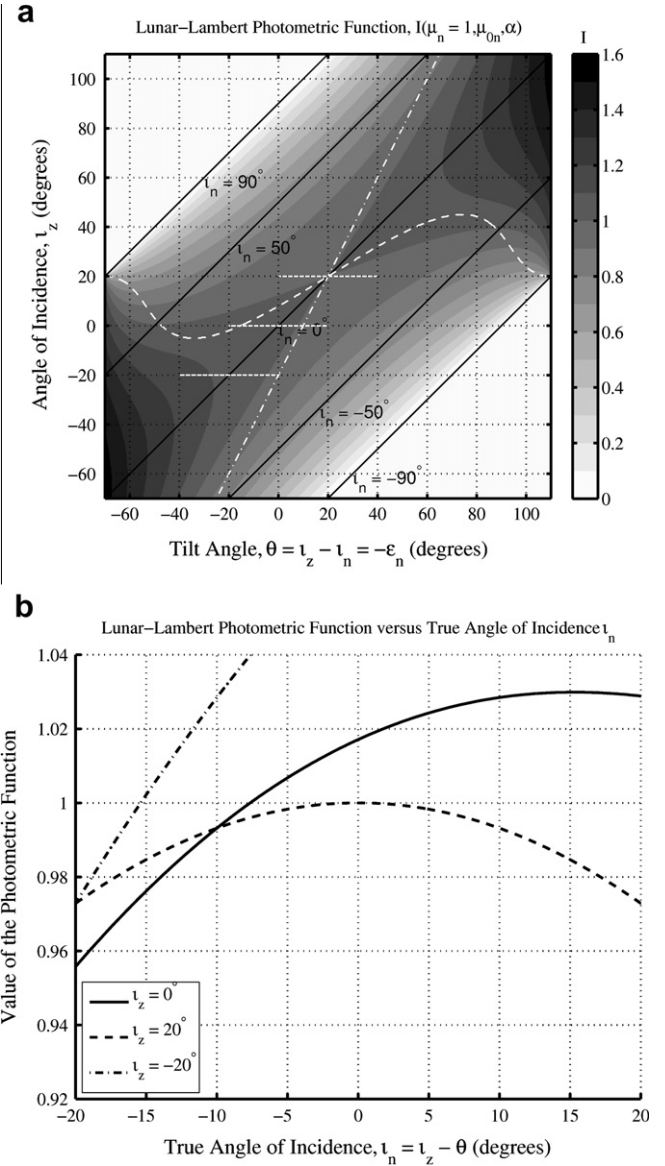 a
Lunar−Lambert Photometric Function, I(μn = 1,μ0n,α)
I
Angle of Incidence, ιz (degrees)
100
80
60
40
20
0
−20
−40
−60
ιn = 90°
ιn = 50°
ιn = 0°
ιn = −50°
ιn = −90°
1.6
1.4
1.2
1
0.8
0.6
0.4
0.2
0
−60 −40 −20 0 20 40 60 80 100
Tilt Angle, θ = ιz − ιn = −εn (degrees)
b
Lunar−Lambert Photometric Function versus True Angle of Incidence ιn
Value of the Photometric Function
1.04
1.02
1
0.98
0.96
0.94
0.92
ιz = 0°
ιz = 20°
ιz = −20°
−20 −15 −10 −5 0 5 10 15 20
True Angle of Incidence, ιn = ιz − θ (degrees)